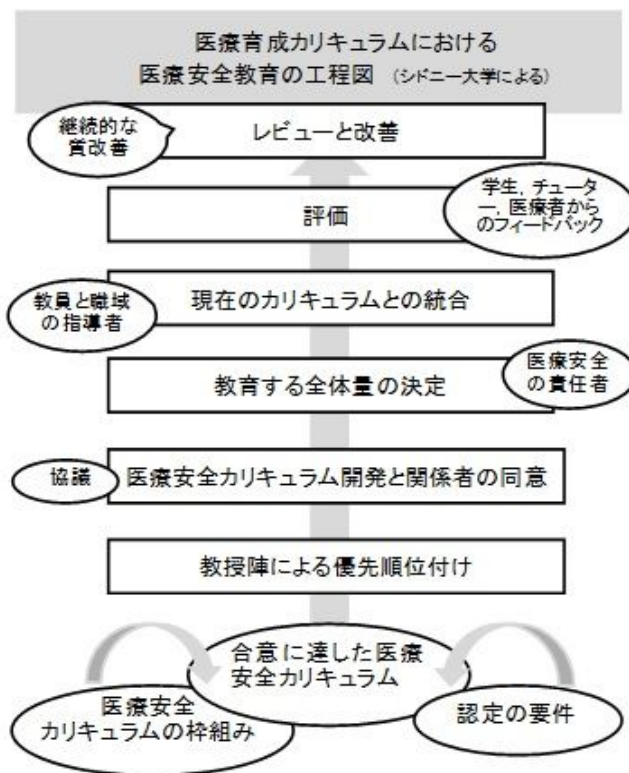 医療育成カリキュラムにおける
医療安全教育の工程図 (シドニー大学による)
継続的な
質改善
レビューと改善
学生, チュータ
ー, 医療者から
のフィードバック
評価
教員と職域
の指導者
現在のカリキュラムとの統合
医療安全
の責任者
教育する全体量の決定
協議
医療安全カリキュラム開発と関係者の同意
教授陣による優先順位付け
合意に達した医療
安全カリキュラム
医療安全
カリキュラムの枠組み
認定の要件